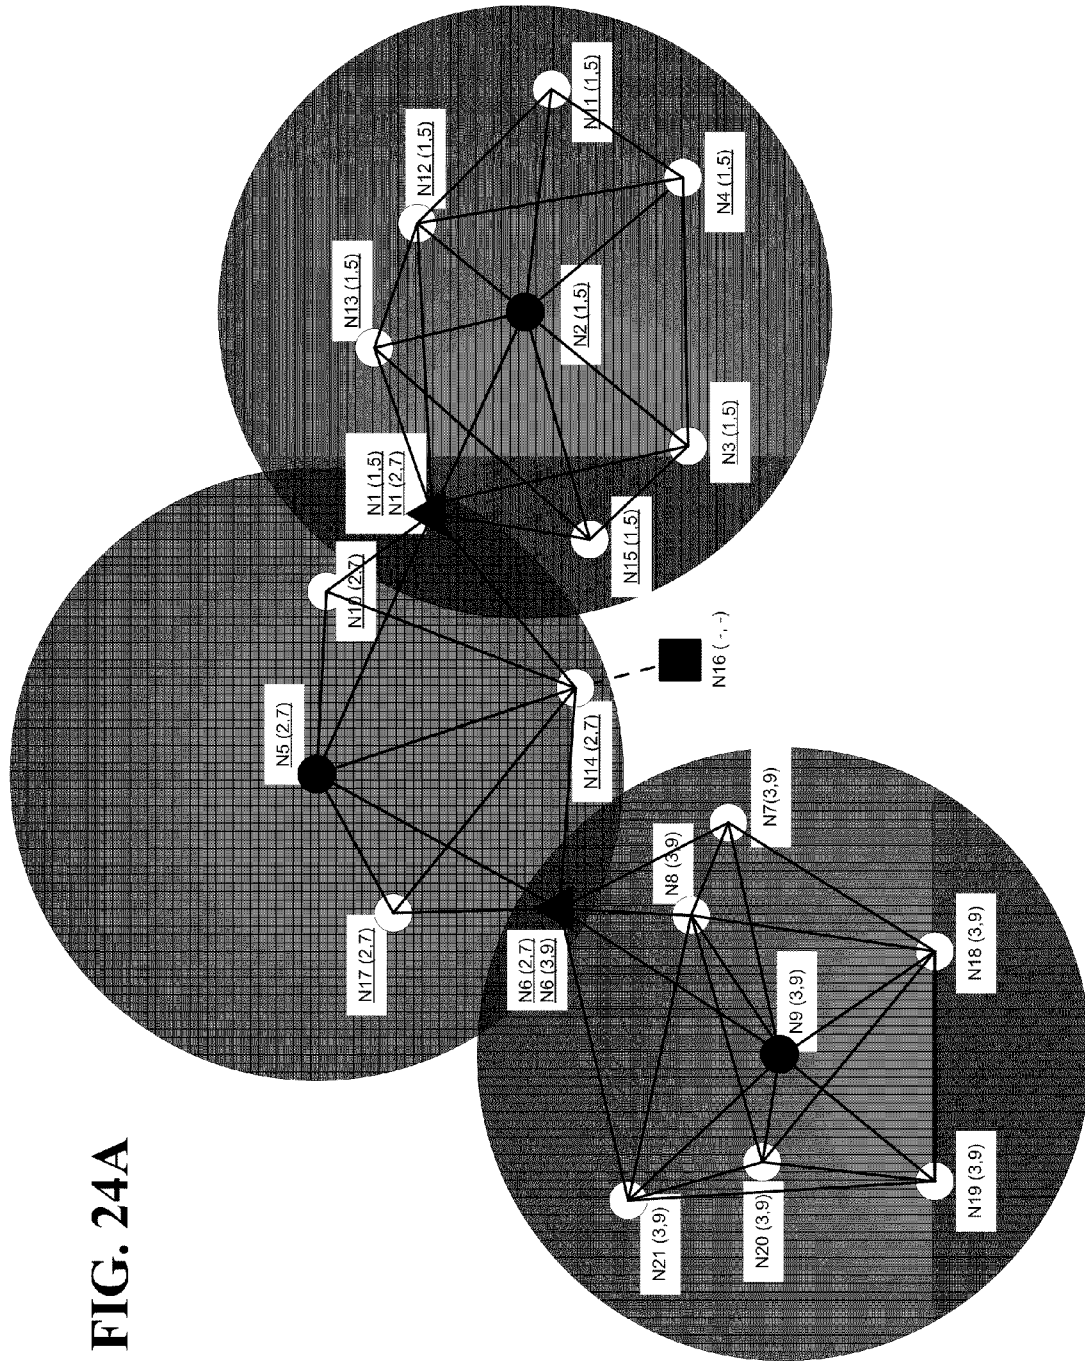 FIG. 24A
N5 (2,7)
N13 (1,5)
N10 (2,7)
N17 (2,7)
N1 (1,5)
N1 (2,7)
N12 (1,5)
N6 (2,7)
N6 (3,9)
N2 (1,5)
N14 (2,7)
N11 (1,5)
N15 (1,5)
N21 (3,9)
N8 (3,9)
N16 ( -, -)
N3 (1,5)
N4 (1,5)
N20 (3,9)
N7(3,9)
N9 (3,9)
N19 (3,9)
N18 (3,9)